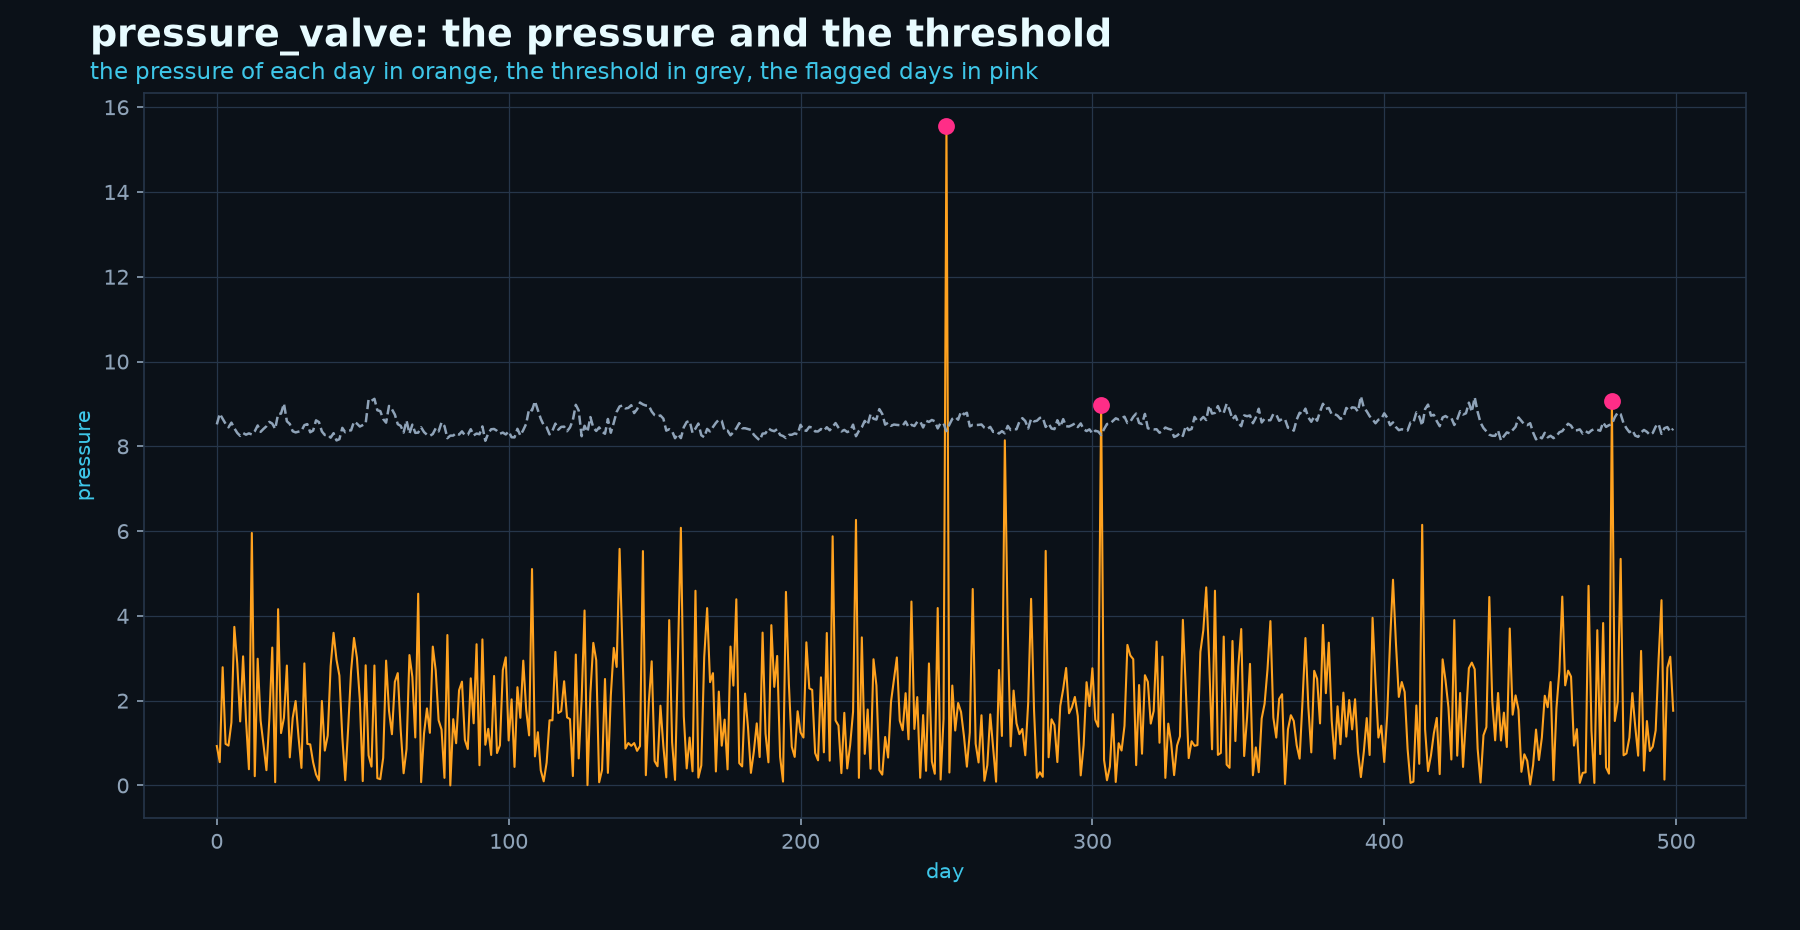 pressure_valve: the pressure and the threshold
the pressure of each day in orange, the threshold in grey, the flagged days in pink
16
14
12
10
8
6
4
2
0
pressure
0 100 200 300 400 500
day